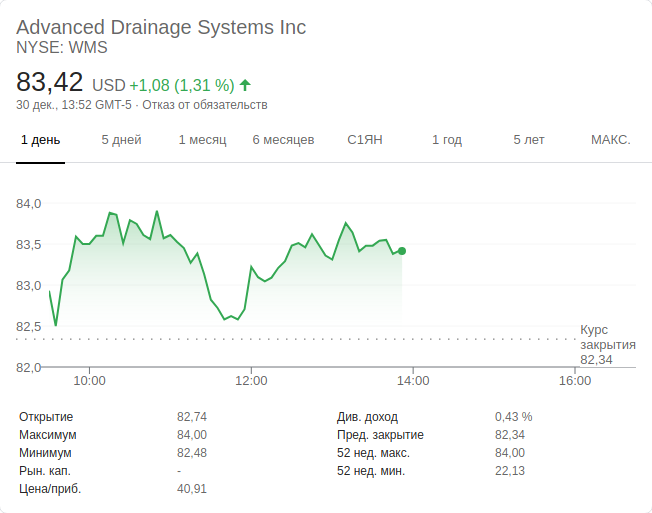 Advanced Drainage Systems Inc
NYSE: WMS
83,42 USD +1,08 (1,31 %)
30 дек., 13:52 GMT-5 · Отказ от обязательств
1 день 5 дней 1 месяц 6 месяцев С1ЯН 1 год 5 лет МАКС.
84,0
83,5
83,0
82,5
82,0
Курс
закрытия
82,34
10:00 12:00 14:00 16:00
Открытие 82,74
Максимум 84,00
Минимум 82,48
Рын. кап. -
Цена/приб. 40,91
Див. доход 0,43 %
Пред. закрытие 82,34
52 нед. макс. 84,00
52 нед. мин. 22,13